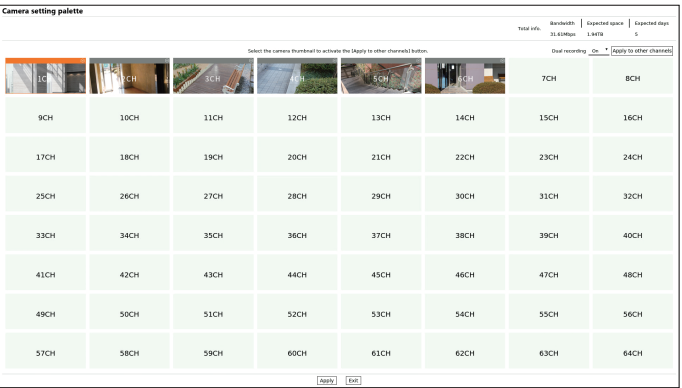 Camera setting palette
Total info.
Bandwidth Expected space Expected days
31.61Mbps 1.94TB 5
Select the camera thumbnail to activate the [Apply to other channels] button.
Dual recording On Apply to other channels
1CH 2CH 3CH 4CH 5CH 6CH 7CH 8CH
9CH 10CH 11CH 12CH 13CH 14CH 15CH 16CH
17CH 18CH 19CH 20CH 21CH 22CH 23CH 24CH
25CH 26CH 27CH 28CH 29CH 30CH 31CH 32CH
33CH 34CH 35CH 36CH 37CH 38CH 39CH 40CH
41CH 42CH 43CH 44CH 45CH 46CH 47CH 48CH
49CH 50CH 51CH 52CH 53CH 54CH 55CH 56CH
57CH 58CH 59CH 60CH 61CH 62CH 63CH 64CH
Apply Exit